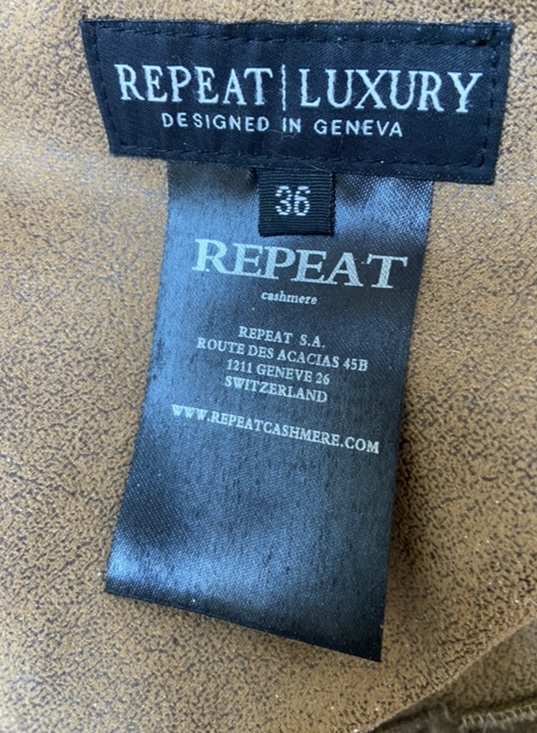 REPEAT|LUXURY
DESIGNED IN GENEVA
36
REPEAT
cashmere
REPEAT S.A.
ROUTE DES ACACIAS 45B
1211 GENEVE 26
SWITZERLAND
WWW.REPEATCASHMERE.COM